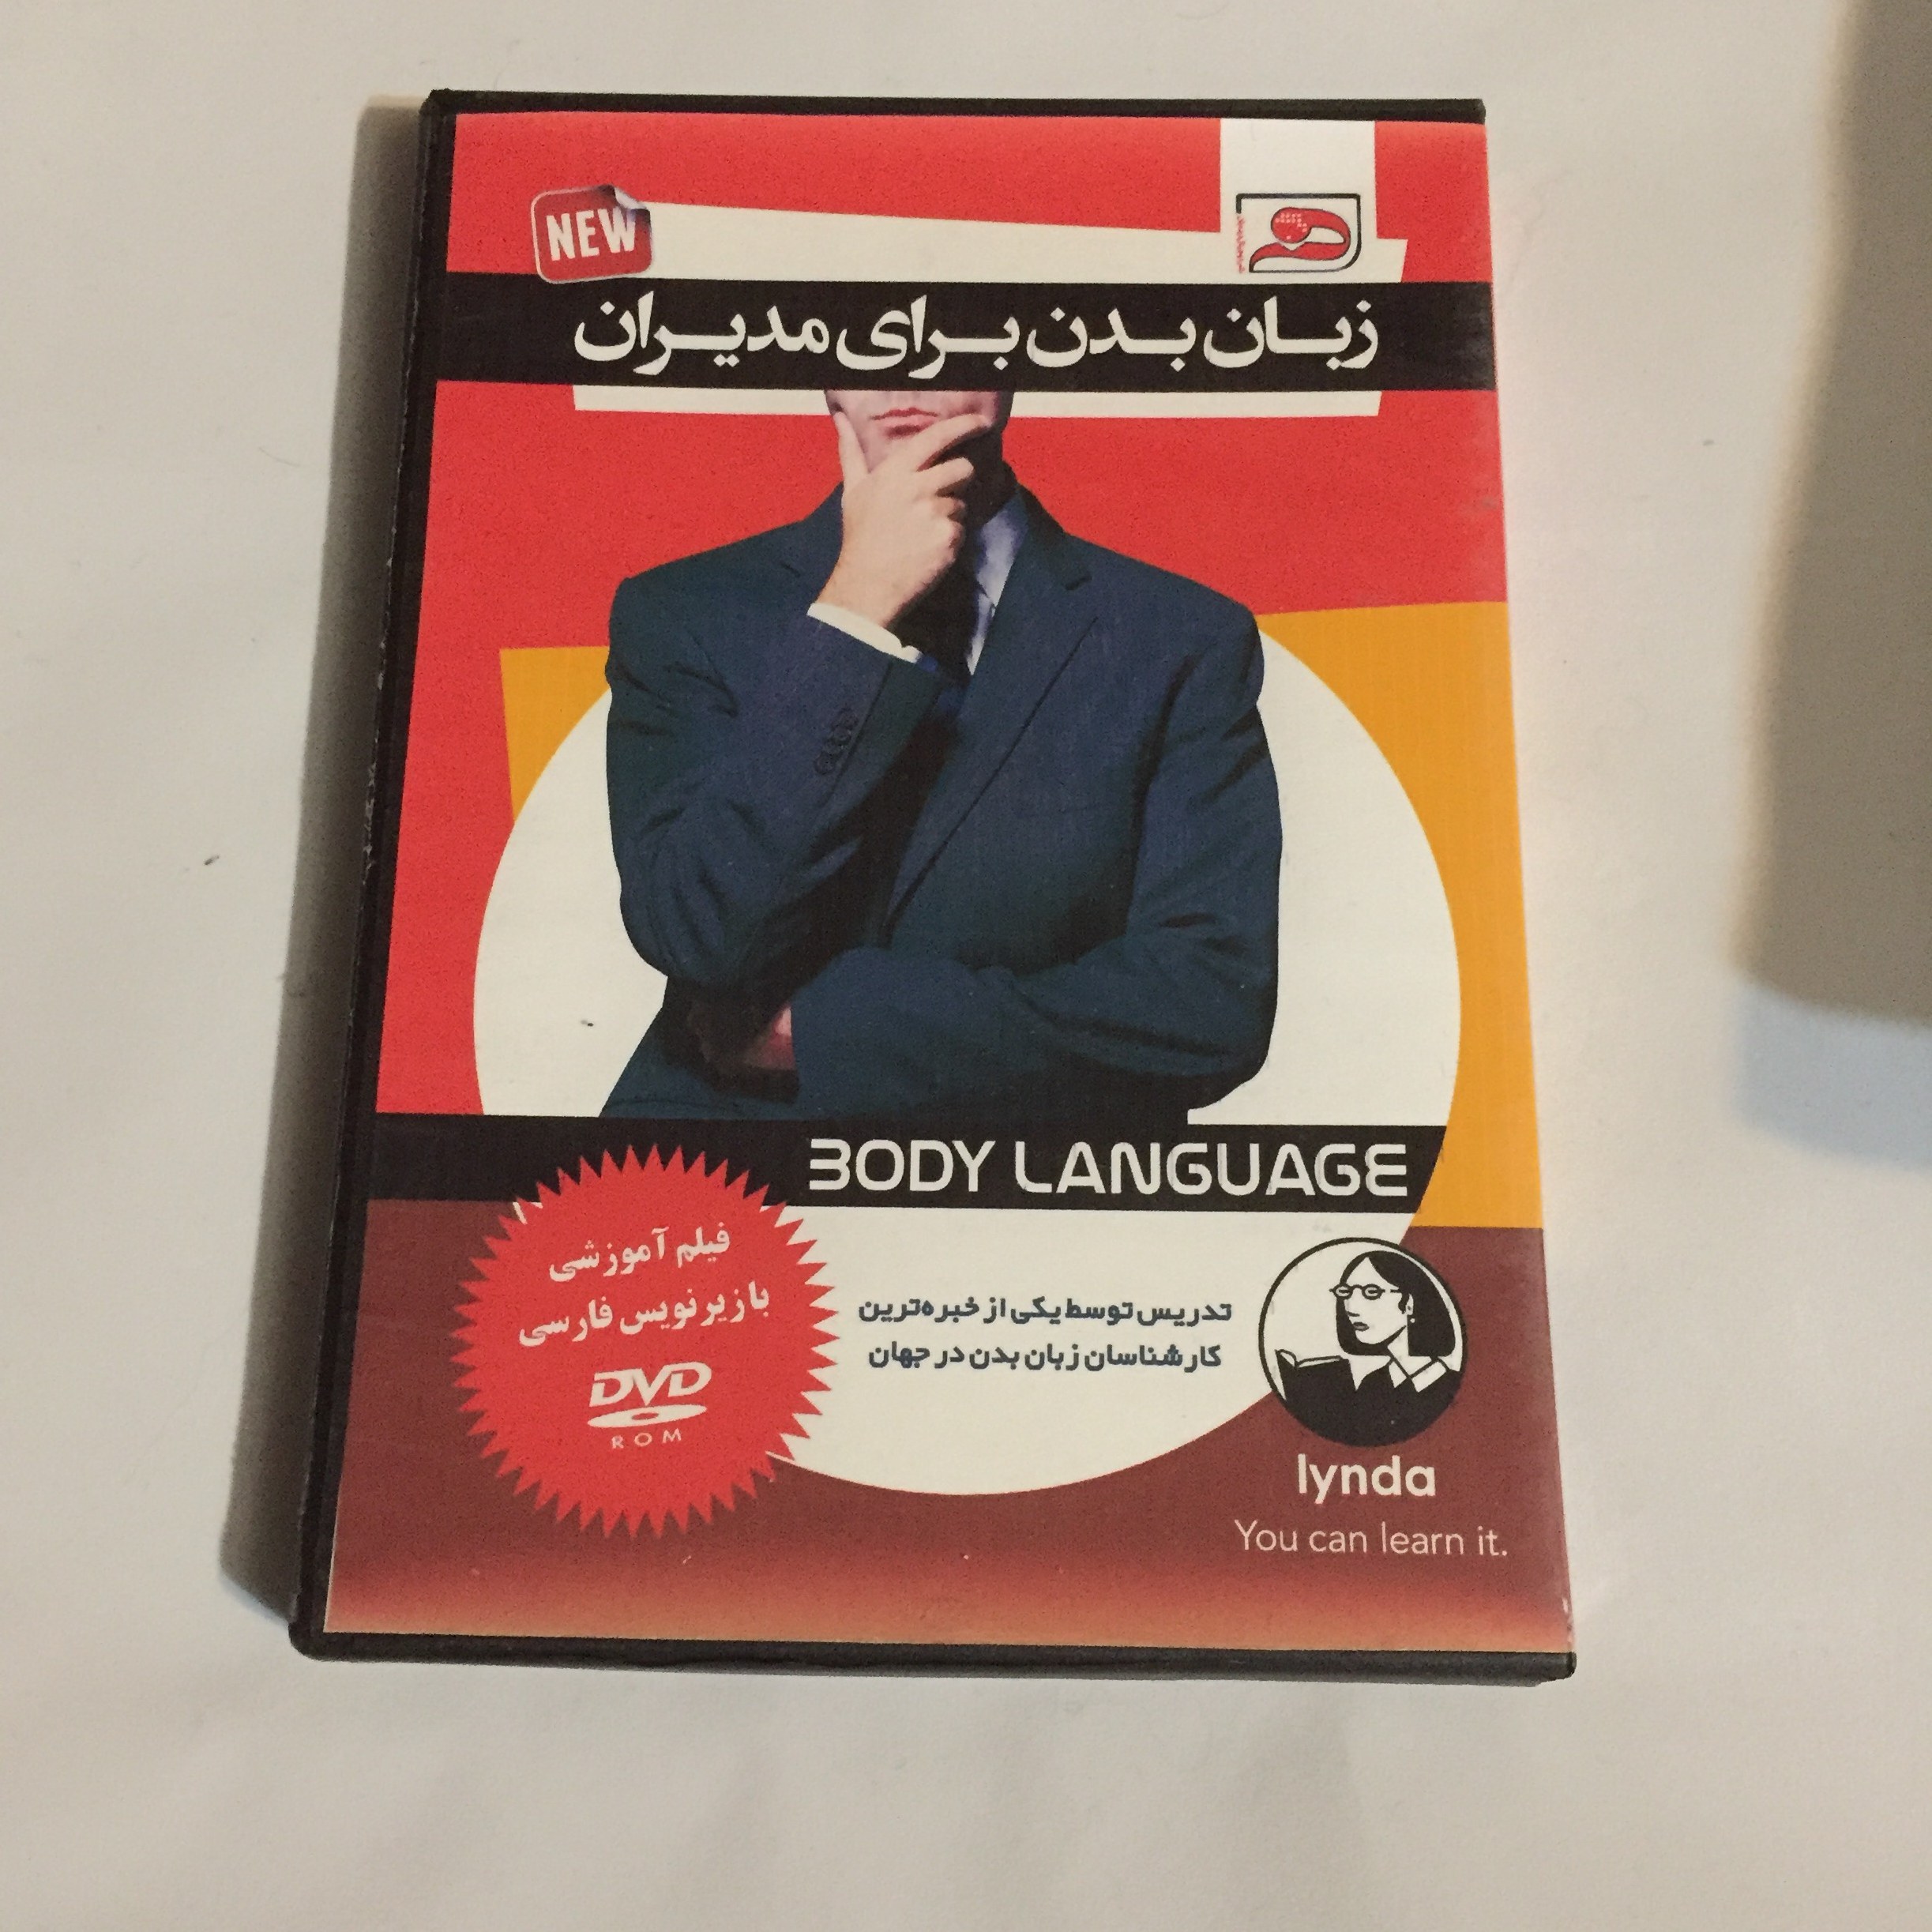 NEW
زبان بدن برای مدیران
BODY LANGUAGE
فیلم آموزشی
با زیرنویس فارسی
DVD
ROM
تدریس توسط یکی از خبره‌ترین
کارشناسان زبان بدن در جهان
lynda
You can learn it.